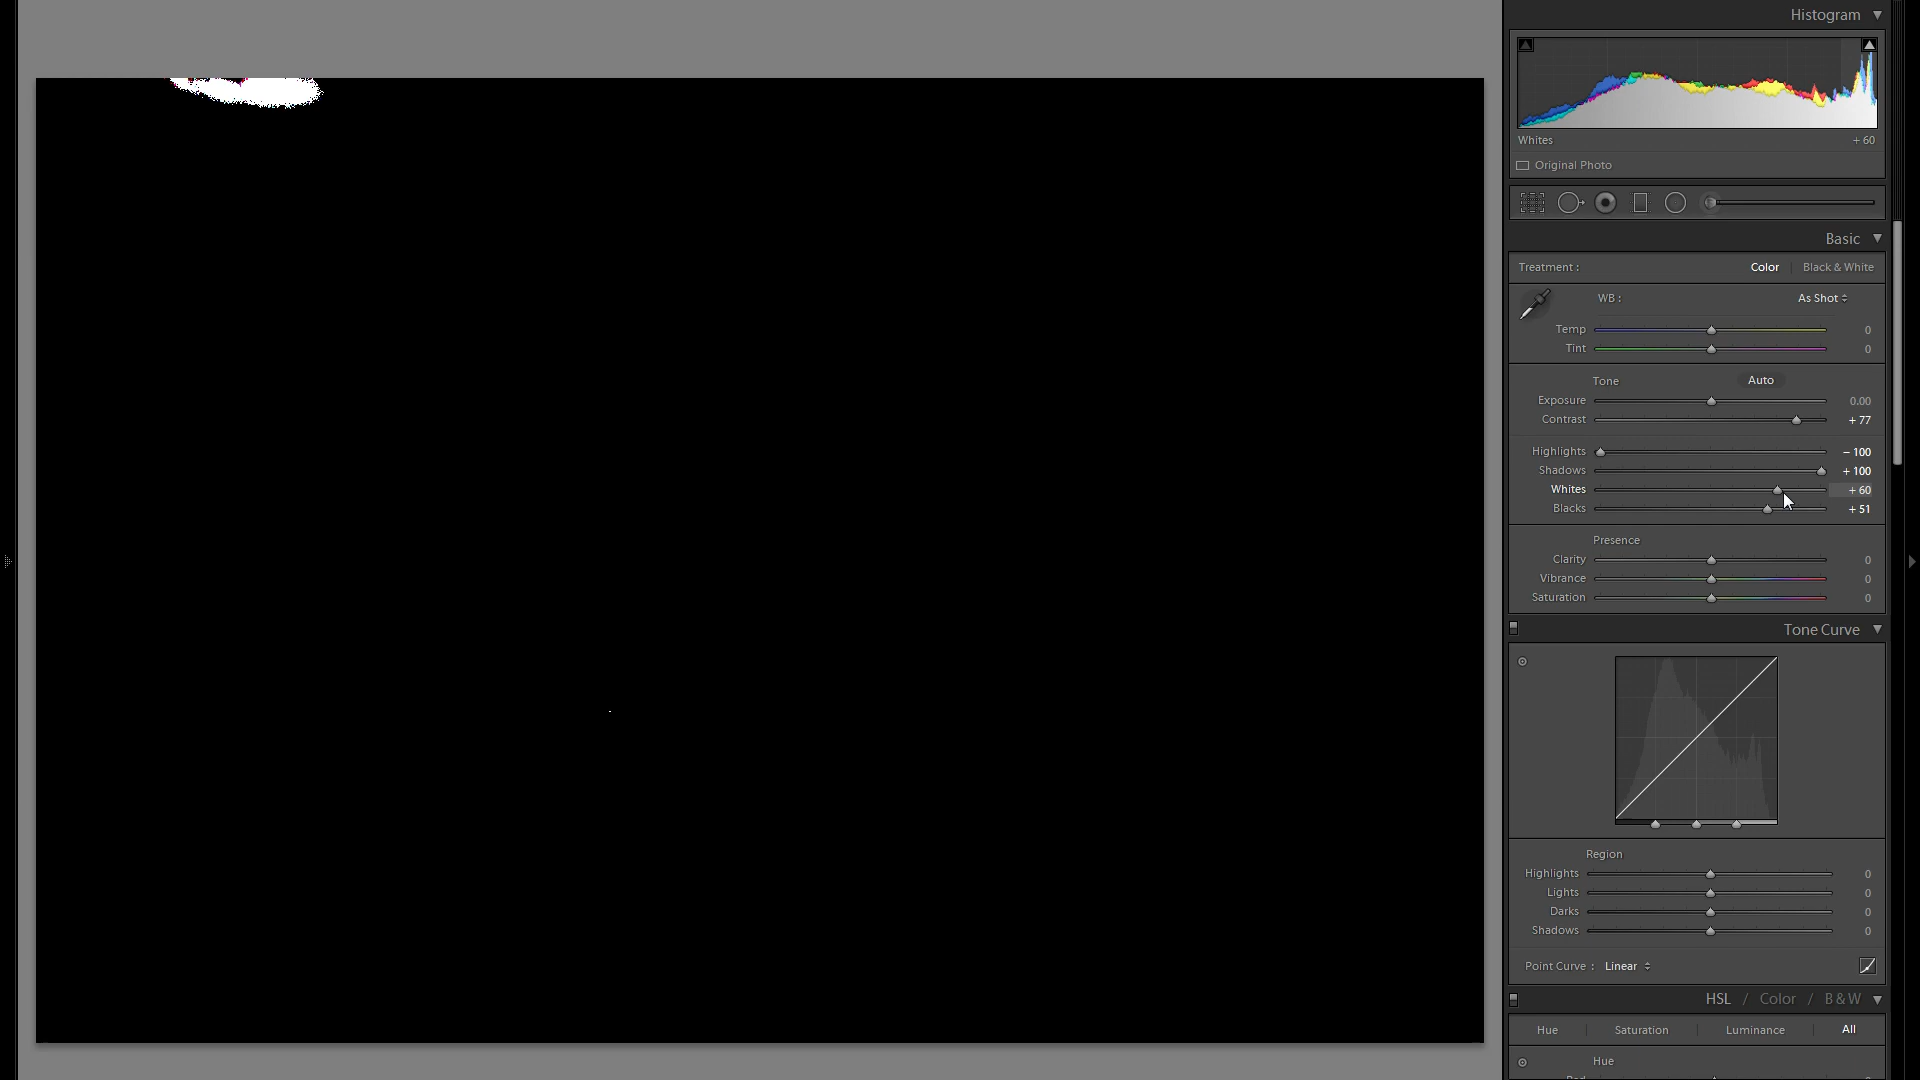 Histogram
Whites + 60
Original Photo
Basic
Treatment : Color Black & White
WB : As Shot
Temp 0
Tint 0
Tone Auto
Exposure 0.00
Contrast + 77
Highlights − 100
Shadows + 100
Whites + 60
Blacks + 51
Presence
Clarity 0
Vibrance 0
Saturation 0
Tone Curve
Region
Highlights 0
Lights 0
Darks 0
Shadows 0
Point Curve : Linear
HSL / Color / B & W
Hue Saturation Luminance All
Hue